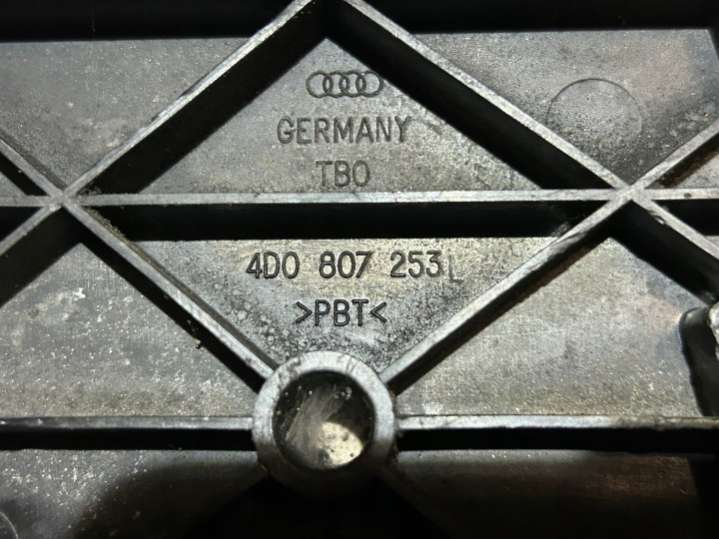 GERMANY
TBO
4D0 807 253 L
>PBT<